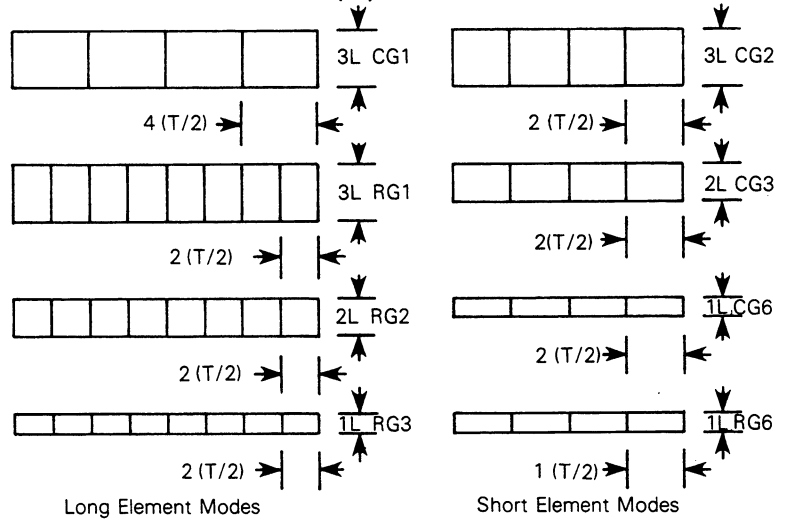 3L CG1
4 (T/2)
3L RG1
2 (T/2)
2L RG2
2 (T/2)
1L RG3
2 (T/2)
Long Element Modes
3L CG2
2 (T/2)
2L CG3
2(T/2)
1L CG6
2 (T/2)
1L RG6
1 (T/2)
Short Element Modes